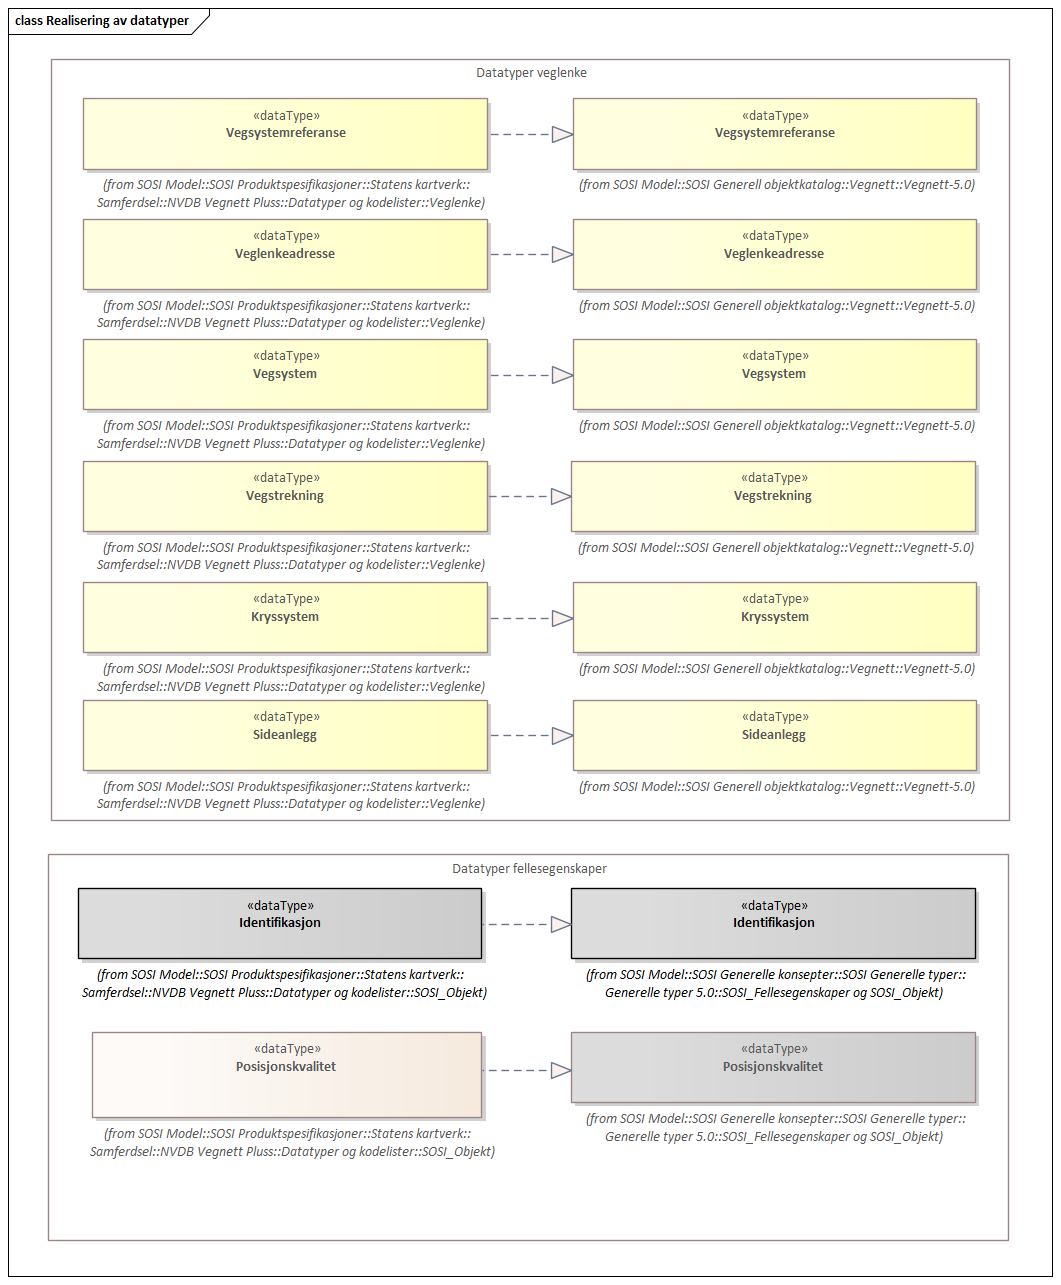 class Realisering av datatyper
Datatyper veglenke
«dataType»
Vegsystemreferanse
(from SOSI Model::SOSI Produktspesifikasjoner::Statens kartverk::
Samferdsel::NVDB Vegnett Pluss::Datatyper og kodelister::Veglenke)
«dataType»
Vegsystemreferanse
(from SOSI Model::SOSI Generell objektkatalog::Vegnett::Vegnett-5.0)
«dataType»
Veglenkeadresse
(from SOSI Model::SOSI Produktspesifikasjoner::Statens kartverk::
Samferdsel::NVDB Vegnett Pluss::Datatyper og kodelister::Veglenke)
«dataType»
Veglenkeadresse
(from SOSI Model::SOSI Generell objektkatalog::Vegnett::Vegnett-5.0)
«dataType»
Vegsystem
(from SOSI Model::SOSI Produktspesifikasjoner::Statens kartverk::
Samferdsel::NVDB Vegnett Pluss::Datatyper og kodelister::Veglenke)
«dataType»
Vegsystem
(from SOSI Model::SOSI Generell objektkatalog::Vegnett::Vegnett-5.0)
«dataType»
Vegstrekning
(from SOSI Model::SOSI Produktspesifikasjoner::Statens kartverk::
Samferdsel::NVDB Vegnett Pluss::Datatyper og kodelister::Veglenke)
«dataType»
Vegstrekning
(from SOSI Model::SOSI Generell objektkatalog::Vegnett::Vegnett-5.0)
«dataType»
Kryssystem
(from SOSI Model::SOSI Produktspesifikasjoner::Statens kartverk::
Samferdsel::NVDB Vegnett Pluss::Datatyper og kodelister::Veglenke)
«dataType»
Kryssystem
(from SOSI Model::SOSI Generell objektkatalog::Vegnett::Vegnett-5.0)
«dataType»
Sideanlegg
(from SOSI Model::SOSI Produktspesifikasjoner::Statens kartverk::
Samferdsel::NVDB Vegnett Pluss::Datatyper og kodelister::Veglenke)
«dataType»
Sideanlegg
(from SOSI Model::SOSI Generell objektkatalog::Vegnett::Vegnett-5.0)
Datatyper fellesegenskaper
«dataType»
Identifikasjon
(from SOSI Model::SOSI Produktspesifikasjoner::Statens kartverk::
Samferdsel::NVDB Vegnett Pluss::Datatyper og kodelister::SOSI_Objekt)
«dataType»
Identifikasjon
(from SOSI Model::SOSI Generelle konsepter::SOSI Generelle typer::
Generelle typer 5.0::SOSI_Fellesegenskaper og SOSI_Objekt)
«dataType»
Posisjonskvalitet
(from SOSI Model::SOSI Produktspesifikasjoner::Statens kartverk::
Samferdsel::NVDB Vegnett Pluss::Datatyper og kodelister::SOSI_Objekt)
«dataType»
Posisjonskvalitet
(from SOSI Model::SOSI Generelle konsepter::SOSI Generelle typer::
Generelle typer 5.0::SOSI_Fellesegenskaper og SOSI_Objekt)